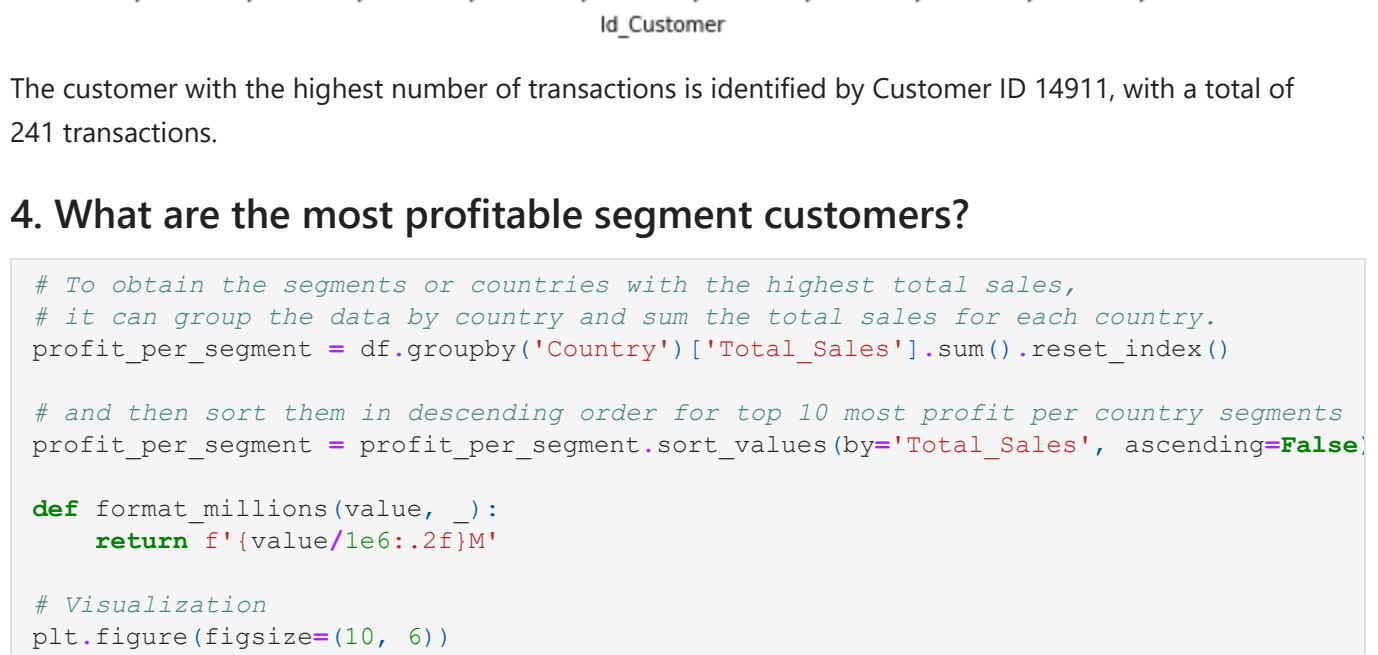 Id_Customer
The customer with the highest number of transactions is identified by Customer ID 14911, with a total of
241 transactions.
4. What are the most profitable segment customers?
# To obtain the segments or countries with the highest total sales,
# it can group the data by country and sum the total sales for each country.
profit_per_segment = df.groupby('Country')['Total_Sales'].sum().reset_index()
# and then sort them in descending order for top 10 most profit per country segments
profit_per_segment = profit_per_segment.sort_values(by='Total_Sales', ascending=False)
def format_millions(value, _):
    return f'{value/1e6:.2f}M'
# Visualization
plt.figure(figsize=(10, 6))